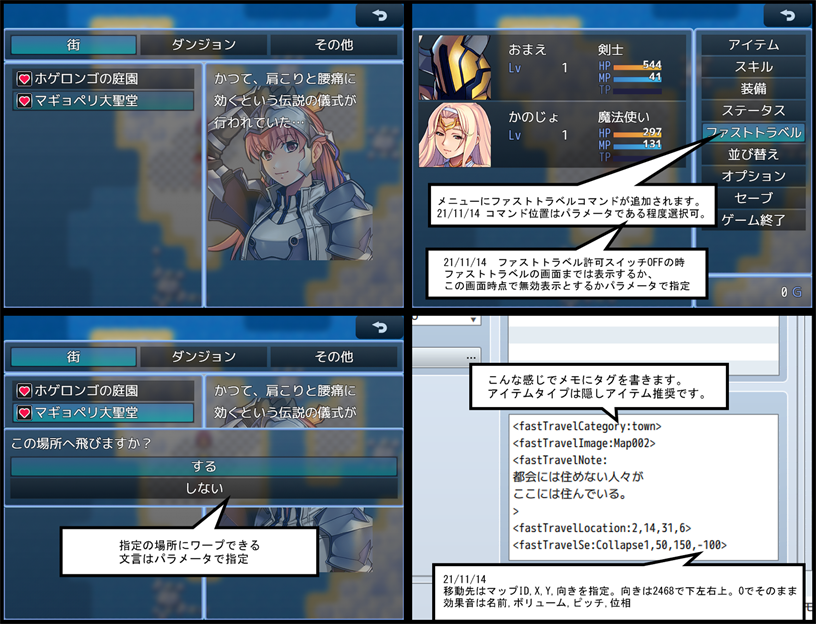 街
ダンジョン
その他
ホゲロンゴの庭園
マギョペリ大聖堂
かつて、肩こりと腰痛に
効くという伝説の儀式が
行われていた…
おまえ
剣士
Lv 1
HP 544
MP 41
TP
かのじょ
魔法使い
Lv 1
HP 297
MP 131
TP
アイテム
スキル
装備
ステータス
ファストトラベル
並び替え
オプション
セーブ
ゲーム終了
メニューにファストトラベルコマンドが追加されます。
21/11/14 コマンド位置はパラメータである程度選択可。
21/11/14 ファストトラベル許可スイッチOFFの時
ファストトラベルの画面までは表示するか、
この画面時点で無効表示とするかパラメータで指定
0 G
街
ダンジョン
その他
ホゲロンゴの庭園
マギョペリ大聖堂
かつて、肩こりと腰痛に
効くという伝説の儀式が
この場所へ飛びますか？
する
しない
指定の場所にワープできる
文言はパラメータで指定
...
こんな感じでメモにタグを書きます。
アイテムタイプは隠しアイテム推奨です。
<fastTravelCategory:town>
<fastTravelImage:Map002>
<fastTravelNote:
都会には住めない人々が
ここには住んでいる。
>
<fastTravelLocation:2,14,31,6>
<fastTravelSe:Collapse1,50,150,-100>
21/11/14
移動先はマップID,X,Y,向きを指定。向きは2468で下左右上。0でそのまま
効果音は名前,ボリューム,ピッチ,位相
モ